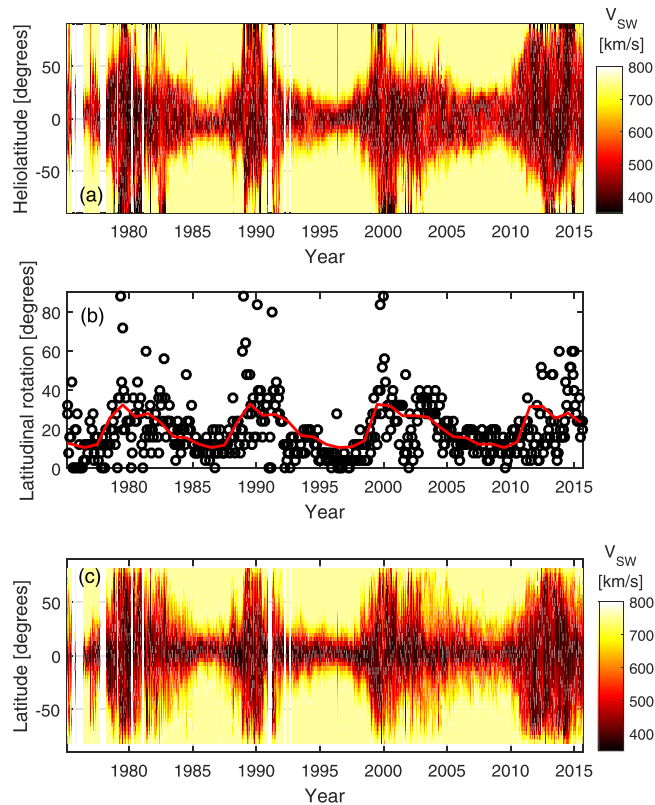 V_SW
[km/s]
Heliolatitude [degrees]
50
0
-50
(a)
800
700
600
500
400
1980 1985 1990 1995 2000 2005 2010 2015
Year
Latitudinal rotation [degrees]
(b)
80
60
40
20
0
1980 1985 1990 1995 2000 2005 2010 2015
Year
V_SW
[km/s]
Latitude [degrees]
(c)
50
0
-50
800
700
600
500
400
1980 1985 1990 1995 2000 2005 2010 2015
Year